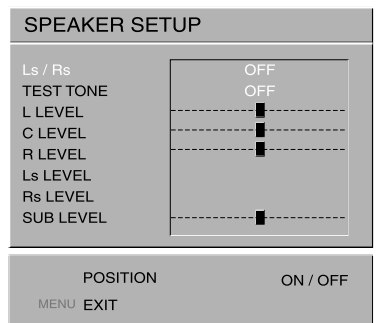 SPEAKER SETUP
Ls / Rs OFF
TEST TONE OFF
L LEVEL
C LEVEL
R LEVEL
Ls LEVEL
Rs LEVEL
SUB LEVEL
POSITION ON / OFF
MENU EXIT